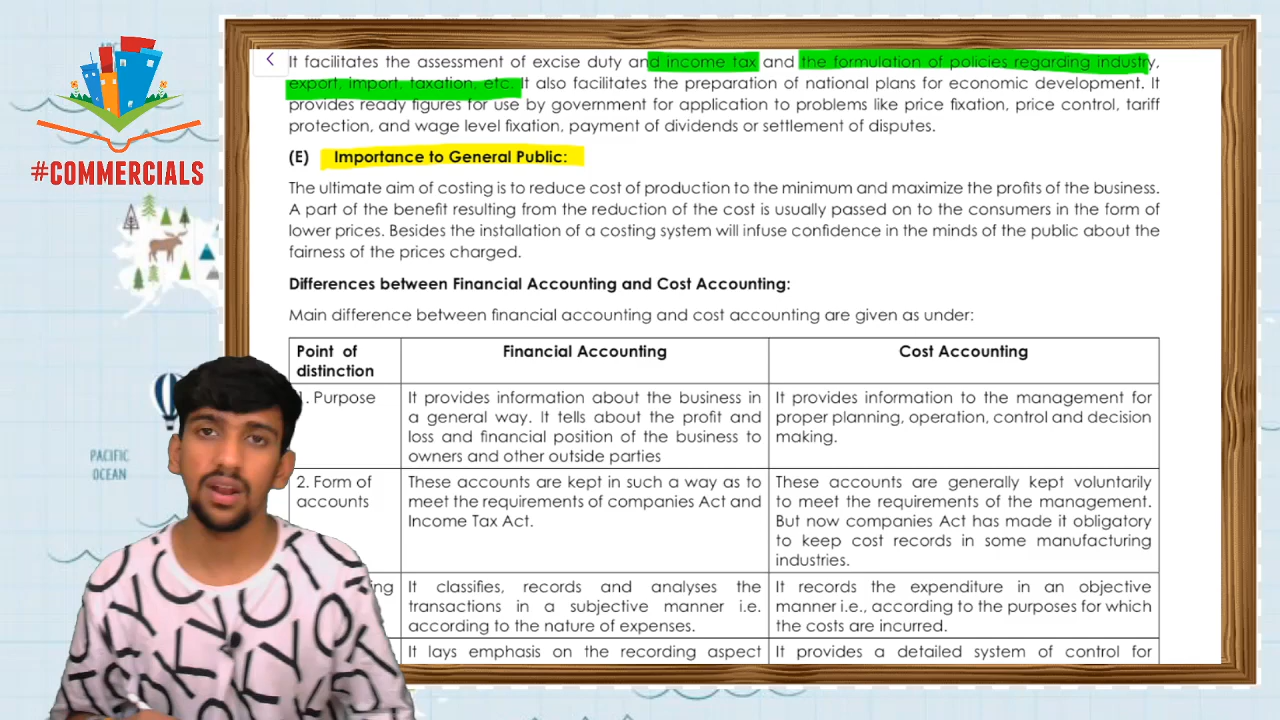 #COMMERCIALS
PACIFIC
OCEAN
It facilitates the assessment of excise duty and income tax and the formulation of policies regarding industry,
export, import, taxation, etc. It also facilitates the preparation of national plans for economic development. It
provides ready figures for use by government for application to problems like price fixation, price control, tariff
protection, and wage level fixation, payment of dividends or settlement of disputes.
(E) Importance to General Public:
The ultimate aim of costing is to reduce cost of production to the minimum and maximize the profits of the business.
A part of the benefit resulting from the reduction of the cost is usually passed on to the consumers in the form of
lower prices. Besides the installation of a costing system will infuse confidence in the minds of the public about the
fairness of the prices charged.
Differences between Financial Accounting and Cost Accounting:
Main difference between financial accounting and cost accounting are given as under:
Point of
distinction
Financial Accounting
Cost Accounting
. Purpose
It provides information about the business in
a general way. It tells about the profit and
loss and financial position of the business to
owners and other outside parties
It provides information to the management for
proper planning, operation, control and decision
making.
2. Form of
accounts
These accounts are kept in such a way as to
meet the requirements of companies Act and
Income Tax Act.
These accounts are generally kept voluntarily
to meet the requirements of the management.
But now companies Act has made it obligatory
to keep cost records in some manufacturing
industries.
It classifies, records and analyses the
transactions in a subjective manner i.e.
according to the nature of expenses.
It records the expenditure in an objective
manner i.e., according to the purposes for which
the costs are incurred.
It lays emphasis on the recording aspect
It provides a detailed system of control for